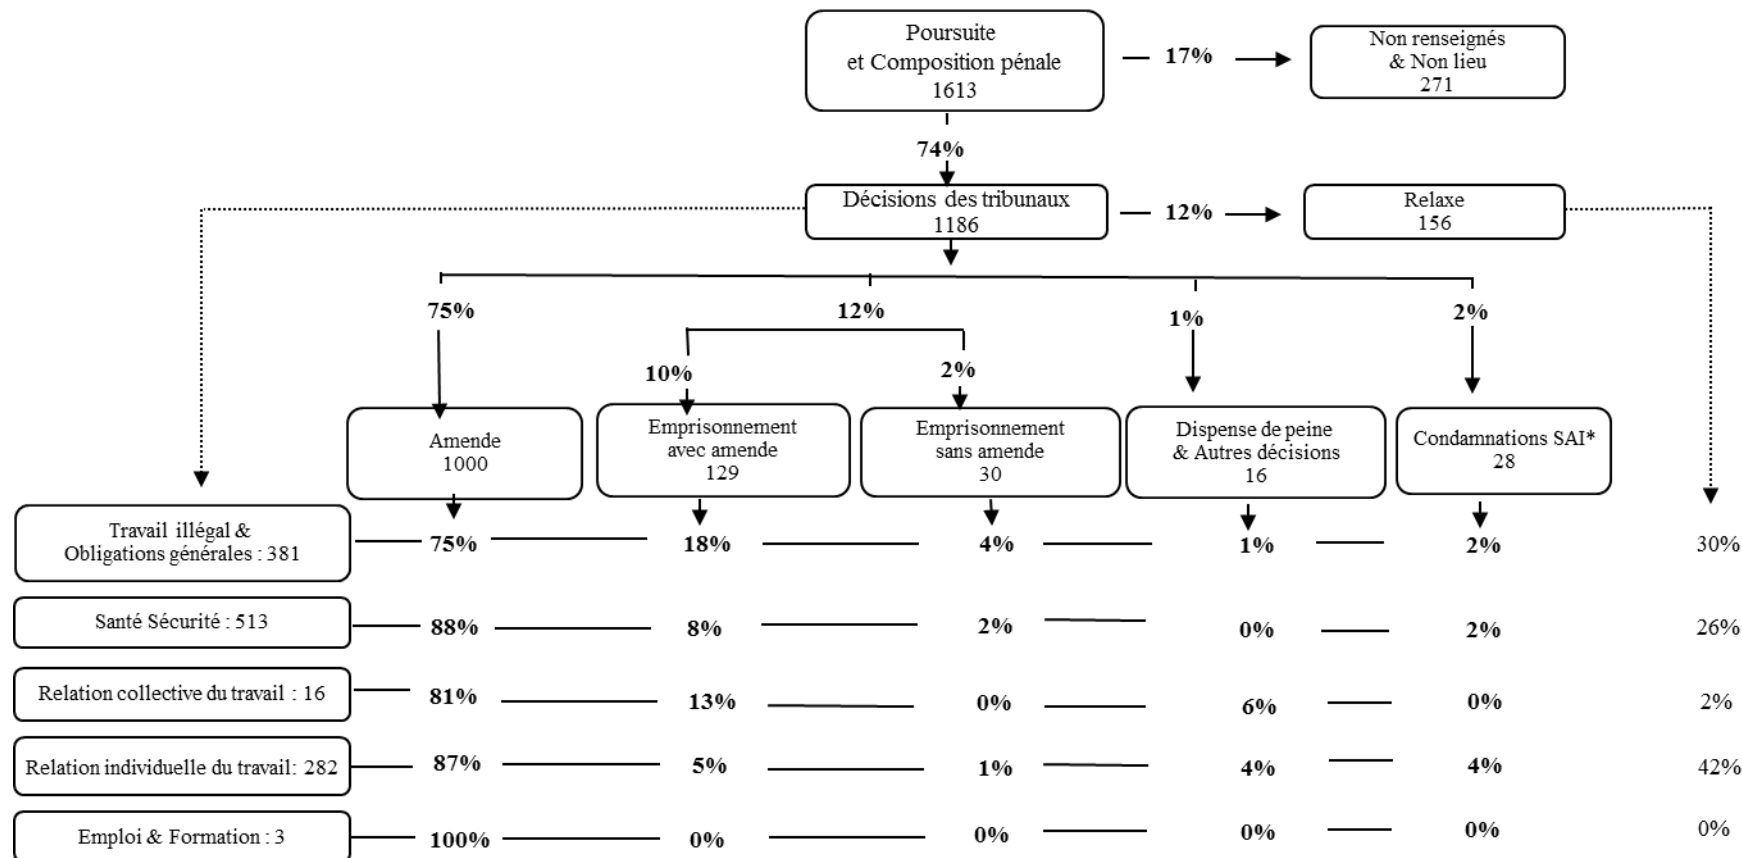 Poursuite
et Composition pénale
1613
17%
Non renseignés
& Non lieu
271
74%
Décisions des tribunaux
1186
12%
Relaxe
156
75%
12%
1%
2%
10%
2%
Amende
1000
Emprisonnement
avec amende
129
Emprisonnement
sans amende
30
Dispense de peine
& Autres décisions
16
Condamnations SAI*
28
Travail illégal &
Obligations générales : 381
75%
18%
4%
1%
2%
30%
Santé Sécurité : 513
88%
8%
2%
0%
2%
26%
Relation collective du travail : 16
81%
13%
0%
6%
0%
2%
Relation individuelle du travail: 282
87%
5%
1%
4%
4%
42%
Emploi & Formation : 3
100%
0%
0%
0%
0%
0%